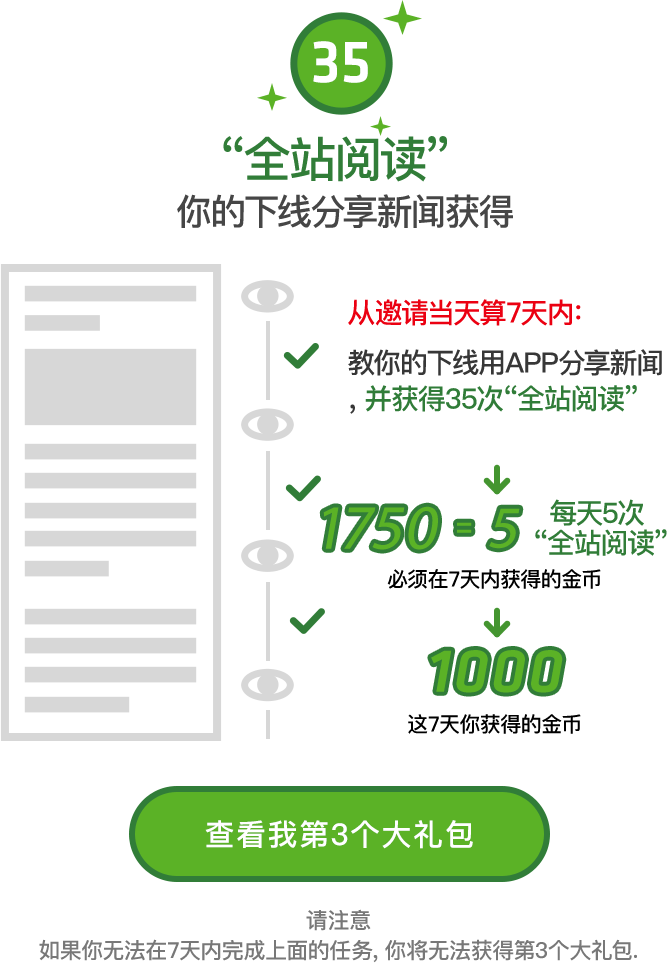 35
“全站阅读”
你的下线分享新闻获得
从邀请当天算7天内：
教你的下线用APP分享新闻
，并获得35次“全站阅读”
1750 = 5
每天5次
“全站阅读”
必须在7天内获得的金币
1000
这7天你获得的金币
查看我第3个大礼包
请注意
如果你无法在7天内完成上面的任务, 你将无法获得第3个大礼包.